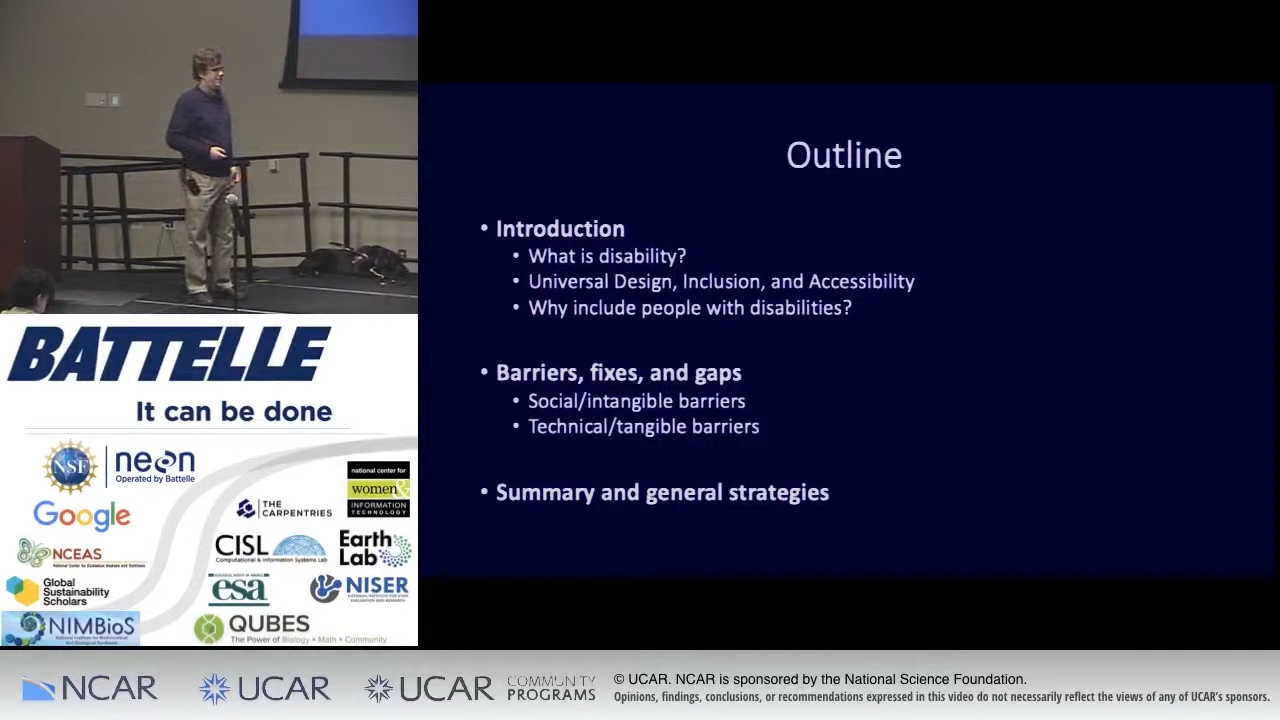 Outline
• Introduction
• What is disability?
• Universal Design, Inclusion, and Accessibility
• Why include people with disabilities?
• Barriers, fixes, and gaps
• Social/intangible barriers
• Technical/tangible barriers
• Summary and general strategies
BATTELLE
It can be done
NSF
neon
Operated by Battelle
national center for
women&
INFORMATION
TECHNOLOGY
Google
THE
CARPENTRIES
NCEAS
National Center for Ecological Analysis and Synthesis
CISL
Computational & Information Systems Lab
Earth
Lab
Global
Sustainability
Scholars
esa
NISER
NIMBioS
National Institute for Mathematical
and Biological Synthesis
QUBES
The Power of Biology • Math • Community
NCAR
UCAR
UCAR
COMMUNITY
PROGRAMS
© UCAR. NCAR is sponsored by the National Science Foundation.
Opinions, findings, conclusions, or recommendations expressed in this video do not necessarily reflect the views of any of UCAR's sponsors.